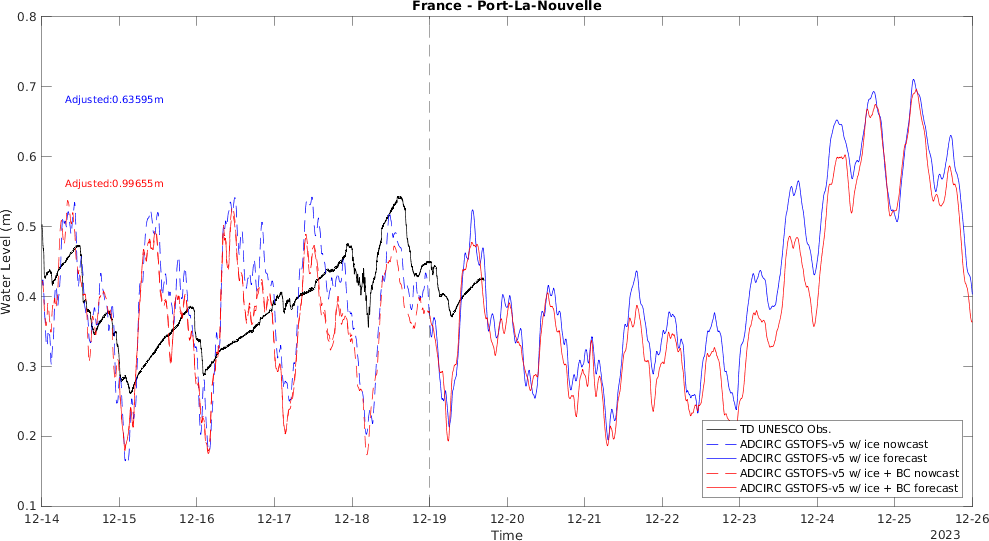 France - Port-La-Nouvelle
0.8
0.7
0.6
0.5
0.4
0.3
0.2
0.1
Water Level (m)
Adjusted:0.63595m
Adjusted:0.99655m
TD UNESCO Obs.
ADCIRC GSTOFS-v5 w/ ice nowcast
ADCIRC GSTOFS-v5 w/ ice forecast
ADCIRC GSTOFS-v5 w/ ice + BC nowcast
ADCIRC GSTOFS-v5 w/ ice + BC forecast
12-14 12-15 12-16 12-17 12-18 12-19 12-20 12-21 12-22 12-23 12-24 12-25 12-26
Time
2023